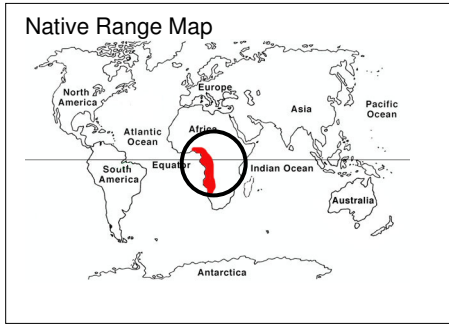 Native Range Map
North
America
Europe
Asia
Pacific
Ocean
Atlantic
Ocean
Africa
Equator
Indian Ocean
South
America
Australia
Antarctica